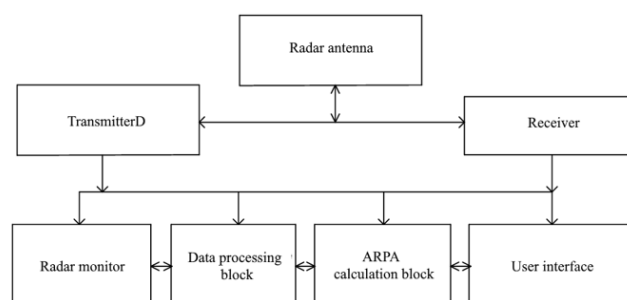 Radar antenna
TransmitterD
Receiver
Radar monitor
Data processing
block
ARPA
calculation block
User interface